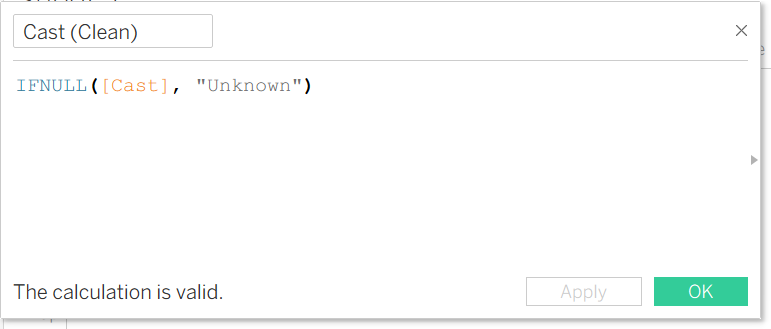 Cast (Clean)
IFNULL([Cast], "Unknown")
The calculation is valid.
Apply
OK